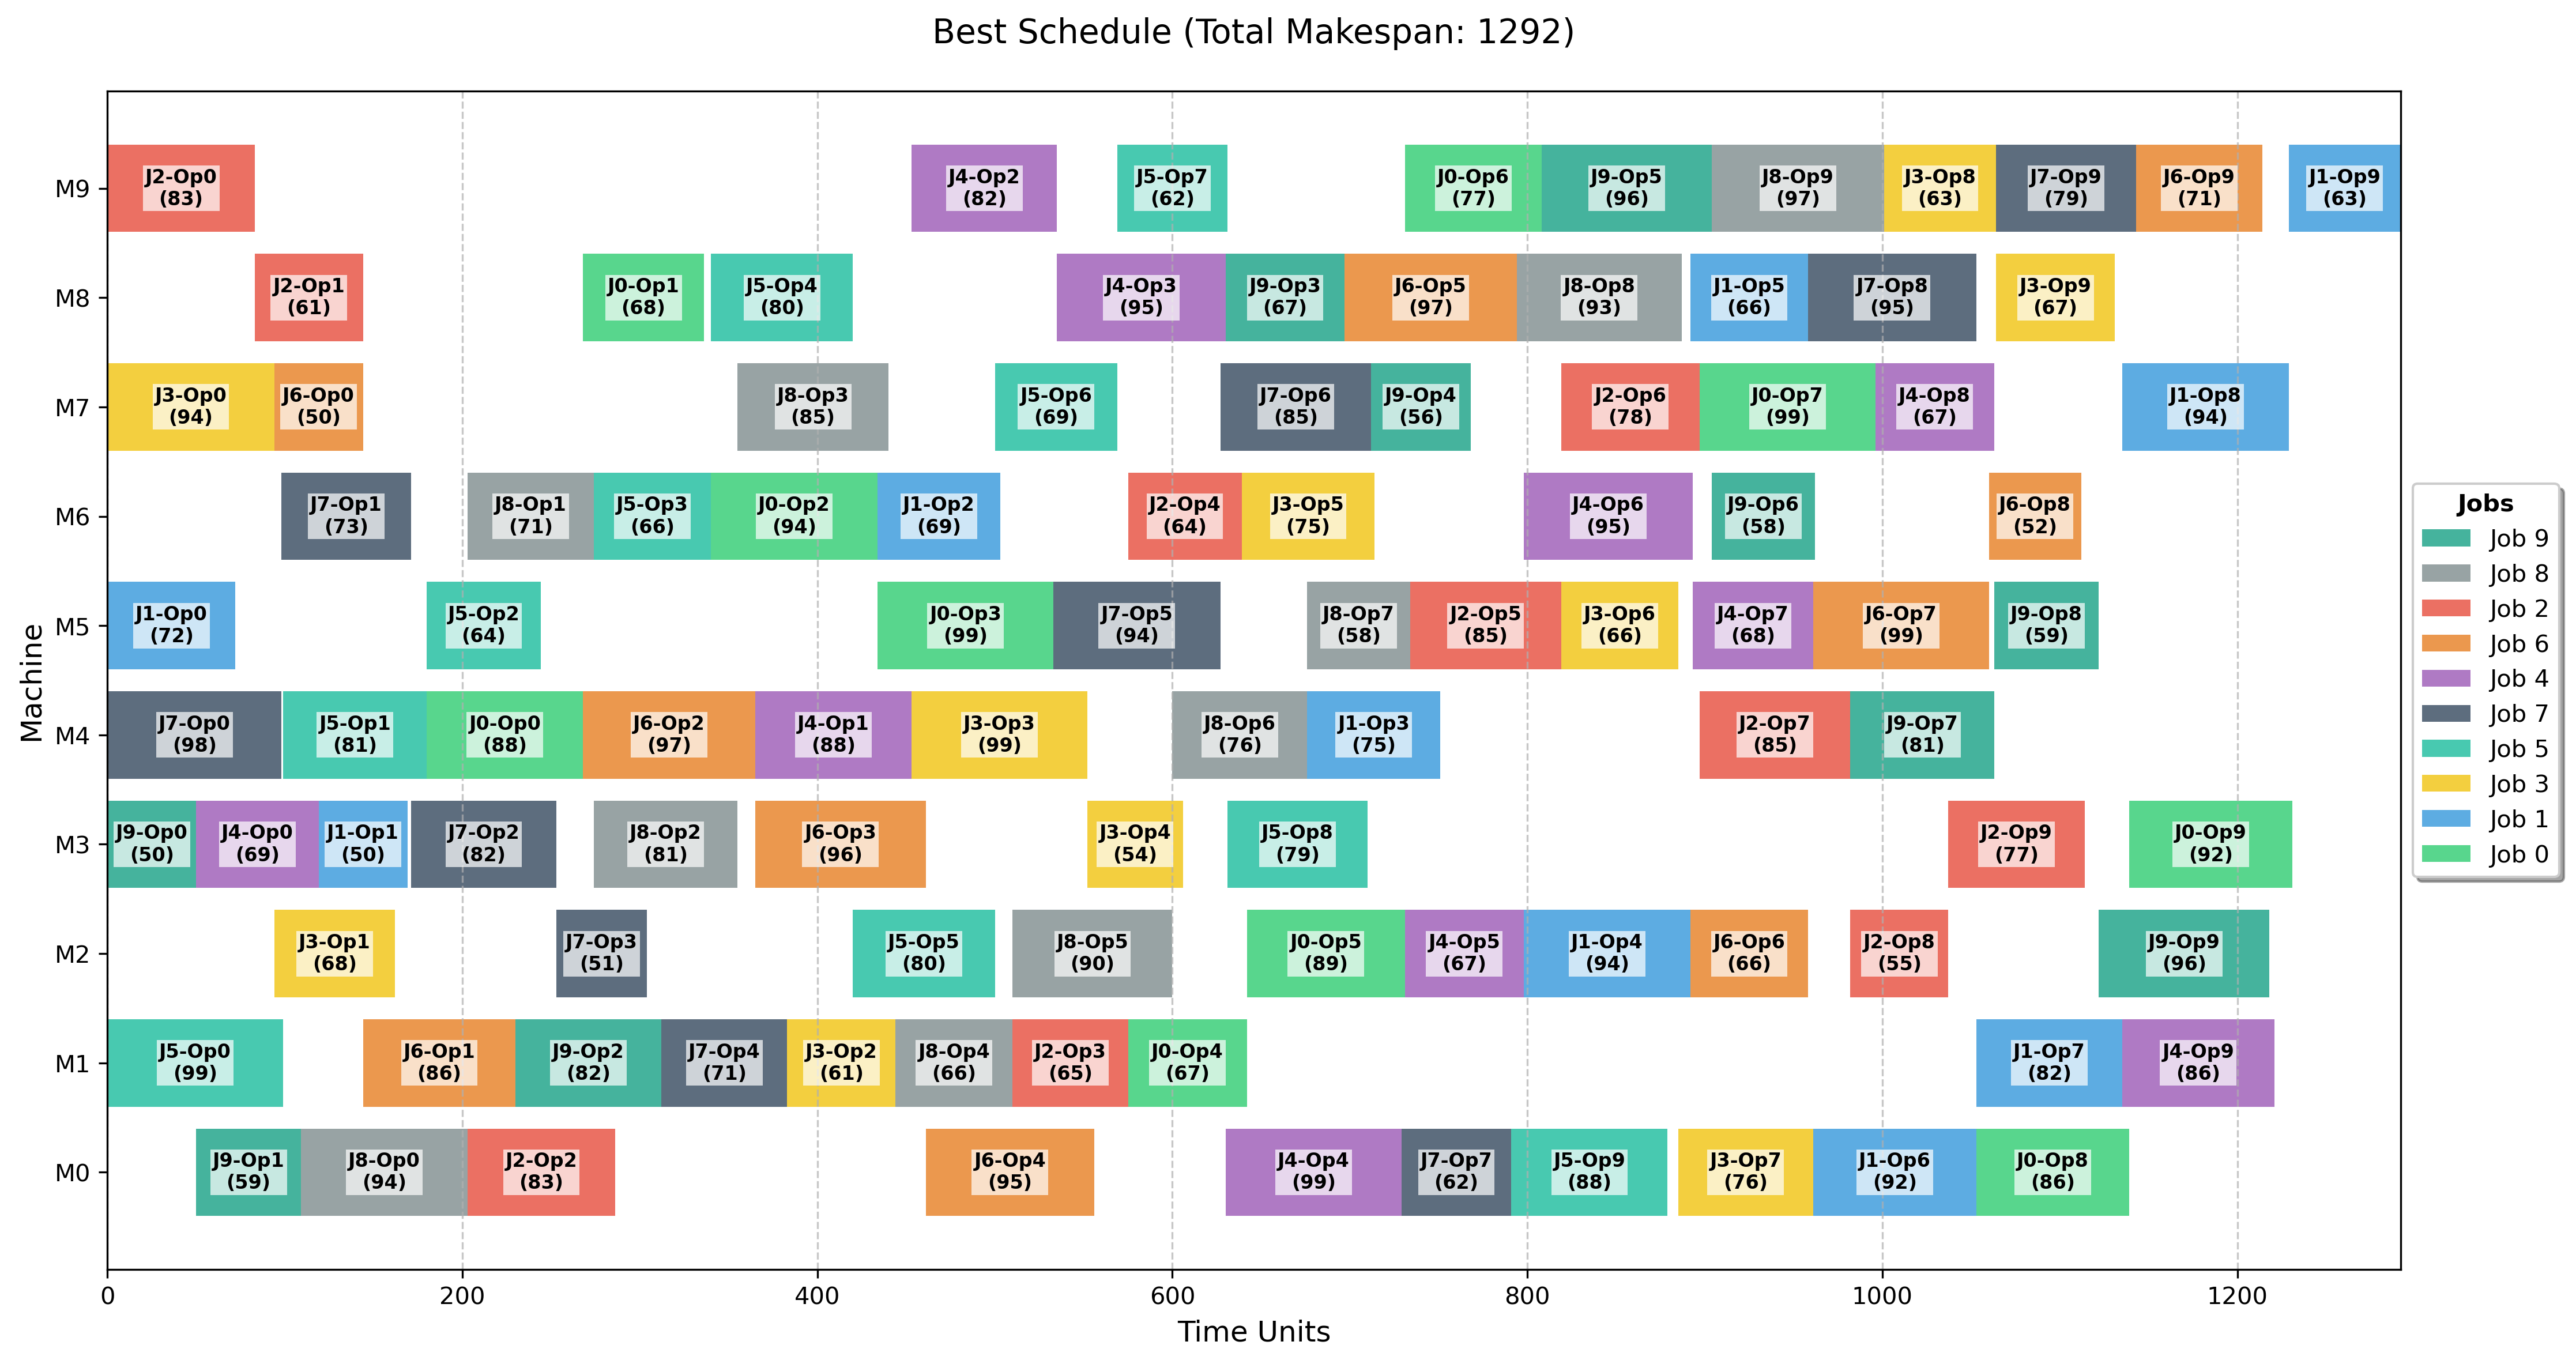 Best Schedule (Total Makespan: 1292)
Machine
M9
J2-Op0
(83)
J4-Op2
(82)
J5-Op7
(62)
J0-Op6
(77)
J9-Op5
(96)
J8-Op9
(97)
J3-Op8
(63)
J7-Op9
(79)
J6-Op9
(71)
J1-Op9
(63)
M8
J2-Op1
(61)
J0-Op1
(68)
J5-Op4
(80)
J4-Op3
(95)
J9-Op3
(67)
J6-Op5
(97)
J8-Op8
(93)
J1-Op5
(66)
J7-Op8
(95)
J3-Op9
(67)
M7
J3-Op0
(94)
J6-Op0
(50)
J8-Op3
(85)
J5-Op6
(69)
J7-Op6
(85)
J9-Op4
(56)
J2-Op6
(78)
J0-Op7
(99)
J4-Op8
(67)
J1-Op8
(94)
M6
J7-Op1
(73)
J8-Op1
(71)
J5-Op3
(66)
J0-Op2
(94)
J1-Op2
(69)
J2-Op4
(64)
J3-Op5
(75)
J4-Op6
(95)
J9-Op6
(58)
J6-Op8
(52)
M5
J1-Op0
(72)
J5-Op2
(64)
J0-Op3
(99)
J7-Op5
(94)
J8-Op7
(58)
J2-Op5
(85)
J3-Op6
(66)
J4-Op7
(68)
J6-Op7
(99)
J9-Op8
(59)
M4
J7-Op0
(98)
J5-Op1
(81)
J0-Op0
(88)
J6-Op2
(97)
J4-Op1
(88)
J3-Op3
(99)
J8-Op6
(76)
J1-Op3
(75)
J2-Op7
(85)
J9-Op7
(81)
M3
J9-Op0
(50)
J4-Op0
(69)
J1-Op1
(50)
J7-Op2
(82)
J8-Op2
(81)
J6-Op3
(96)
J3-Op4
(54)
J5-Op8
(79)
J2-Op9
(77)
J0-Op9
(92)
M2
J3-Op1
(68)
J7-Op3
(51)
J5-Op5
(80)
J8-Op5
(90)
J0-Op5
(89)
J4-Op5
(67)
J1-Op4
(94)
J6-Op6
(66)
J2-Op8
(55)
J9-Op9
(96)
M1
J5-Op0
(99)
J6-Op1
(86)
J9-Op2
(82)
J7-Op4
(71)
J3-Op2
(61)
J8-Op4
(66)
J2-Op3
(65)
J0-Op4
(67)
J1-Op7
(82)
J4-Op9
(86)
M0
J9-Op1
(59)
J8-Op0
(94)
J2-Op2
(83)
J6-Op4
(95)
J4-Op4
(99)
J7-Op7
(62)
J5-Op9
(88)
J3-Op7
(76)
J1-Op6
(92)
J0-Op8
(86)
0 200 400 600 800 1000 1200
Time Units
Jobs
Job 9
Job 8
Job 2
Job 6
Job 4
Job 7
Job 5
Job 3
Job 1
Job 0